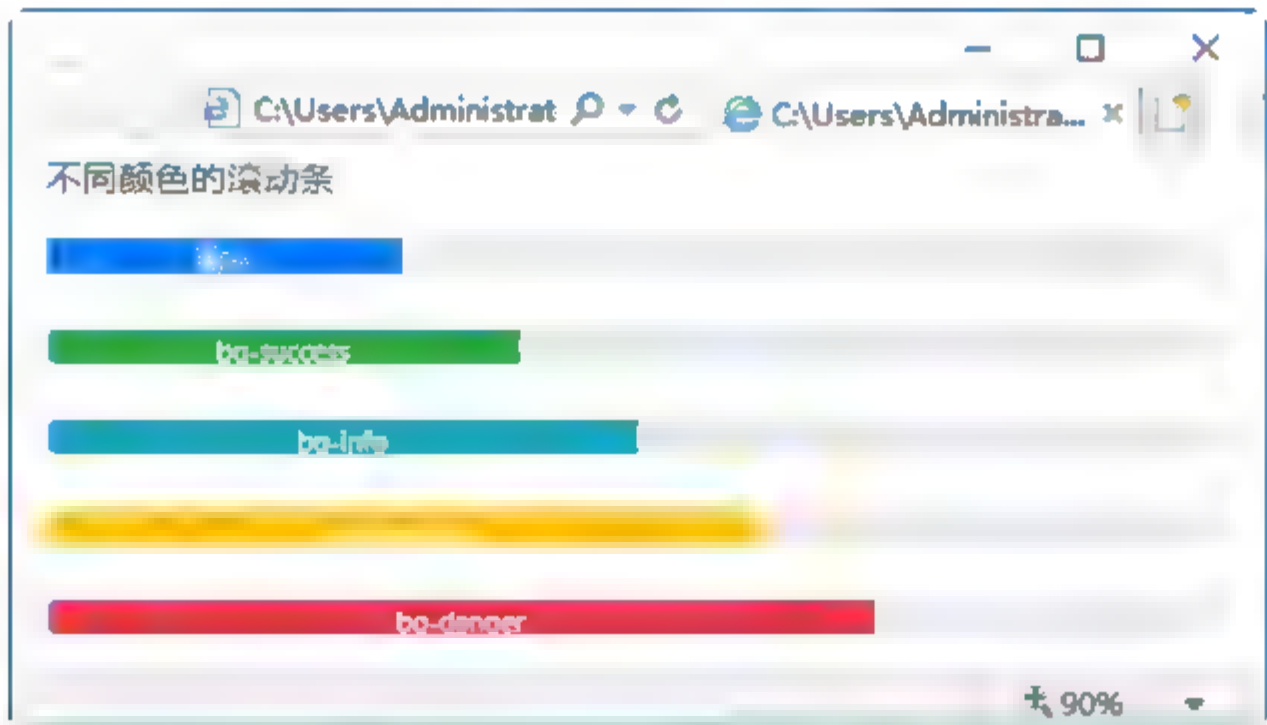 C:\Users\Administrat C:\Users\Administra...
不同颜色的滚动条
bg-success
bg-info
bg-danger
90%